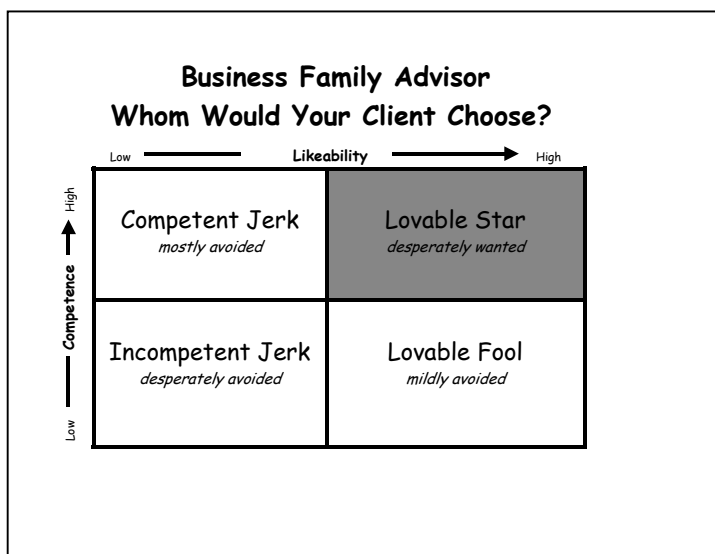 Business Family Advisor
Whom Would Your Client Choose?
Low Likeability High
High
Competence
Low
Competent Jerk
mostly avoided
Lovable Star
desperately wanted
Incompetent Jerk
desperately avoided
Lovable Fool
mildly avoided